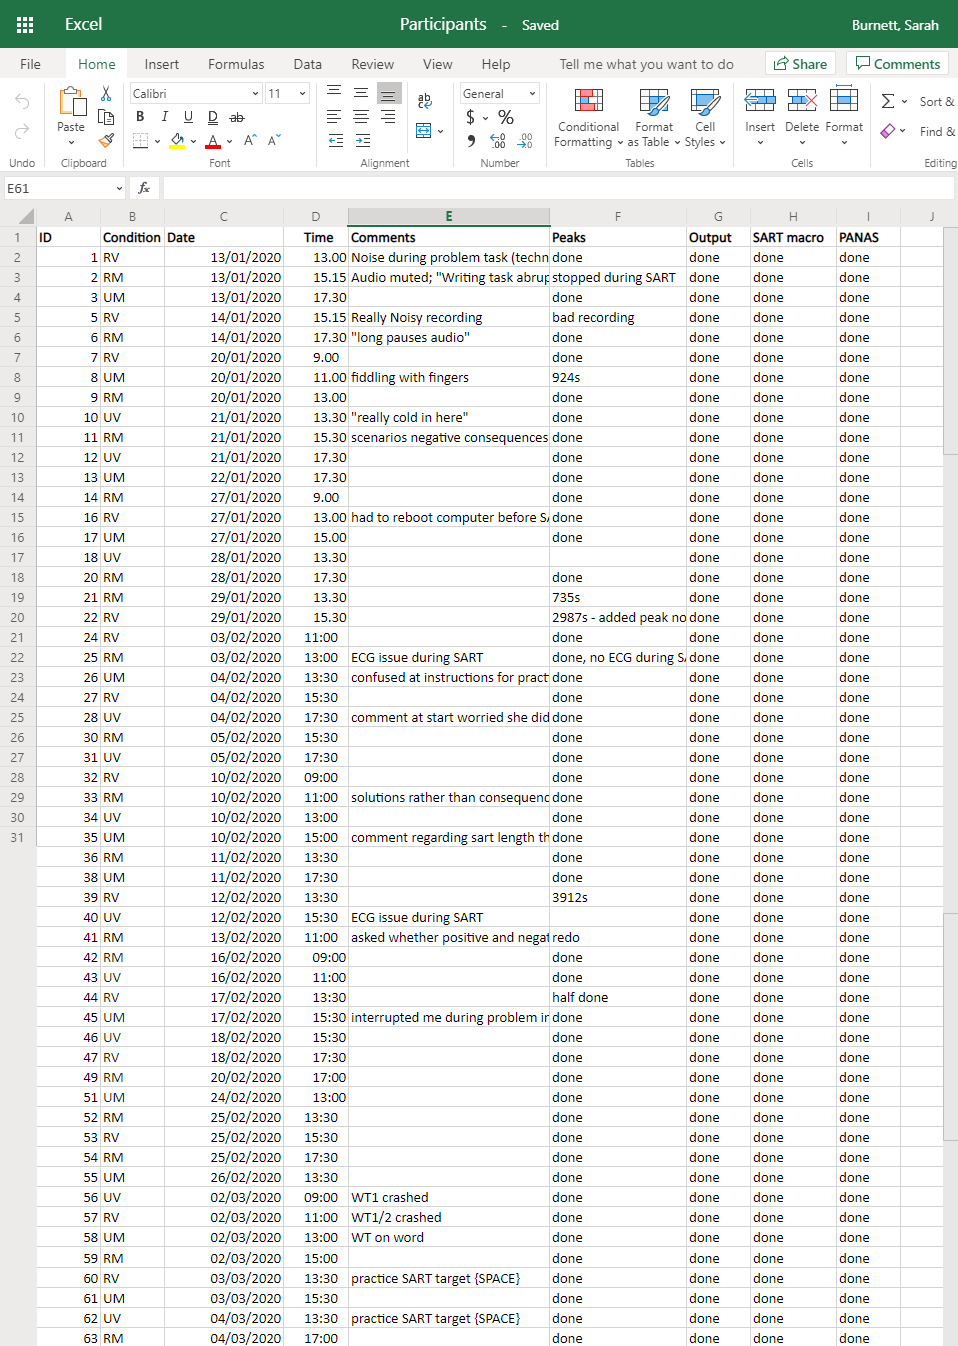 Excel Participants - Saved Burnett, Sarah
File Home Insert Formulas Data Review View Help Tell me what you want to do Share Comments
Calibri 11 General Σ Sort &
Paste B I U D ab $ % Conditional Formatting Format as Table Cell Styles Insert Delete Format Find &
Undo Clipboard Font Alignment Number Tables Cells Editing
E61 fx
A B C D E F G H I J
1 ID Condition Date Time Comments Peaks Output SART macro PANAS
2 1 RV 13/01/2020 13.00 Noise during problem task (techn done done done done
3 2 RM 13/01/2020 15.15 Audio muted; "Writing task abrup stopped during SART done done done
4 3 UM 13/01/2020 17.30 done done done done
5 5 RV 14/01/2020 15.15 Really Noisy recording bad recording done done done
6 6 RM 14/01/2020 17.30 "long pauses audio" done done done done
7 7 RV 20/01/2020 9.00 done done done done
8 8 UM 20/01/2020 11.00 fiddling with fingers 924s done done done
9 9 RM 20/01/2020 13.00 done done done done
10 10 UV 21/01/2020 13.30 "really cold in here" done done done done
11 11 RM 21/01/2020 15.30 scenarios negative consequences done done done done
12 12 UV 21/01/2020 17.30 done done done done
13 13 UM 22/01/2020 17.30 done done done done
14 14 RM 27/01/2020 9.00 done done done done
15 16 RV 27/01/2020 13.00 had to reboot computer before SA done done done done
16 17 UM 27/01/2020 15.00 done done done done
17 18 UV 28/01/2020 13.30 done done done
18 20 RM 28/01/2020 17.30 done done done done
19 21 RM 29/01/2020 13.30 735s done done done
20 22 RV 29/01/2020 15.30 2987s - added peak no done done done
21 24 RV 03/02/2020 11:00 done done done done
22 25 RM 03/02/2020 13:00 ECG issue during SART done, no ECG during SA done done done
23 26 UM 04/02/2020 13:30 confused at instructions for pract done done done done
24 27 RV 04/02/2020 15:30 done done done done
25 28 UV 04/02/2020 17:30 comment at start worried she did done done done done
26 30 RM 05/02/2020 15:30 done done done done
27 31 UV 05/02/2020 17:30 done done done done
28 32 RV 10/02/2020 09:00 done done done done
29 33 RM 10/02/2020 11:00 solutions rather than consequenc done done done done
30 34 UV 10/02/2020 13:00 done done done done
31 35 UM 10/02/2020 15:00 comment regarding sart length th done done done done
36 RM 11/02/2020 13:30 done done done done
38 UM 11/02/2020 17:30 done done done done
39 RV 12/02/2020 13:30 3912s done done done
40 UV 12/02/2020 15:30 ECG issue during SART done done done
41 RM 13/02/2020 11:00 asked whether positive and negat redo done done done
42 RM 16/02/2020 09:00 done done done done
43 UV 16/02/2020 11:00 done done done done
44 RV 17/02/2020 13:30 half done done done done
45 UM 17/02/2020 15:30 interrupted me during problem in done done done done
46 UV 18/02/2020 15:30 done done done done
47 RV 18/02/2020 17:30 done done done done
49 RM 20/02/2020 17:00 done done done done
51 UM 24/02/2020 13:00 done done done done
52 RM 25/02/2020 13:30 done done done done
53 RV 25/02/2020 15:30 done done done done
54 RM 25/02/2020 17:30 done done done done
55 UM 26/02/2020 13:30 done done done done
56 UV 02/03/2020 09:00 WT1 crashed done done done done
57 RV 02/03/2020 11:00 WT1/2 crashed done done done done
58 UM 02/03/2020 13:00 WT on word done done done done
59 RM 02/03/2020 15:00 done done done done
60 RV 03/03/2020 13:30 practice SART target {SPACE} done done done done
61 UM 03/03/2020 15:30 done done done done
62 UV 04/03/2020 13:30 practice SART target {SPACE} done done done done
63 RM 04/03/2020 17:00 done done done done